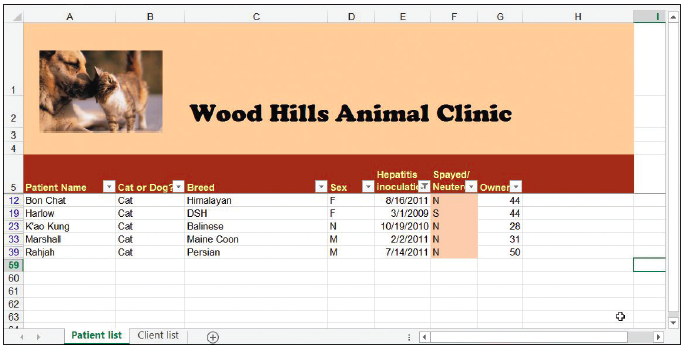 A B C D E F G H I
1
2 Wood Hills Animal Clinic
3
4
Hepatitis Spayed/
5 Patient Name Cat or Dog? Breed Sex inoculatic Neuter Owner
12 Bon Chat Cat Himalayan F 8/16/2011 N 44
19 Harlow Cat DSH F 3/1/2009 S 44
23 K'ao Kung Cat Balinese N 10/19/2010 N 28
33 Marshall Cat Maine Coon M 2/2/2011 N 31
39 Rahjah Cat Persian M 7/14/2011 N 50
59
60
61
62
63
Patient list Client list